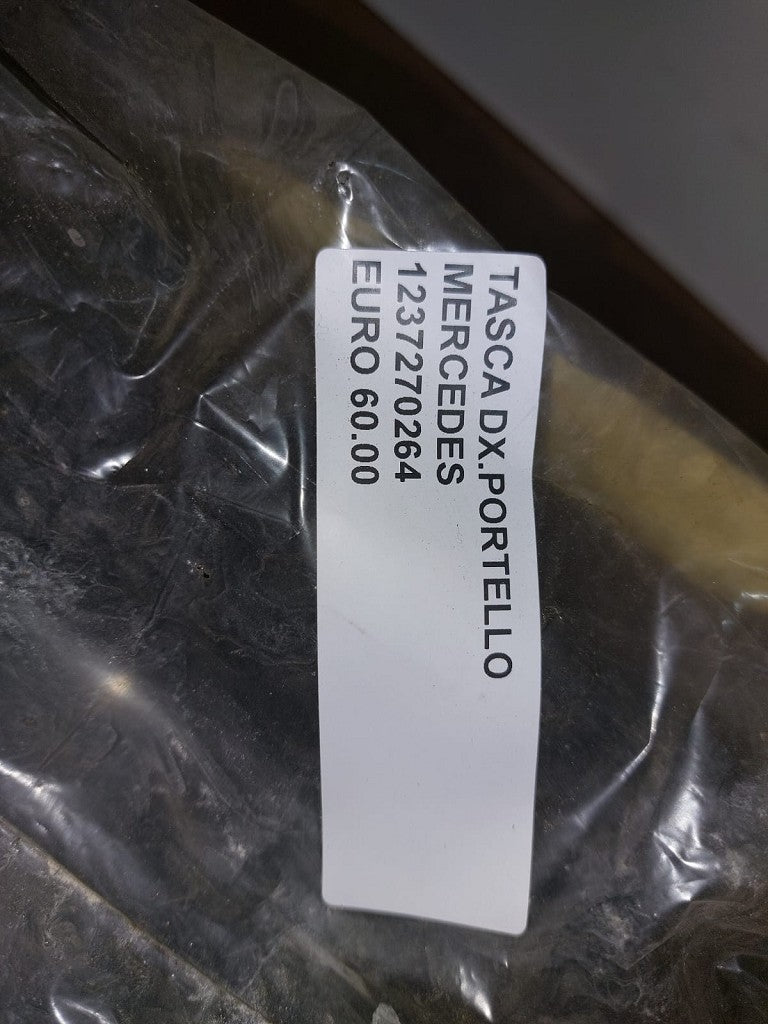 TASCA DX.PORTELLO
MERCEDES
1237270264
EURO 60.00